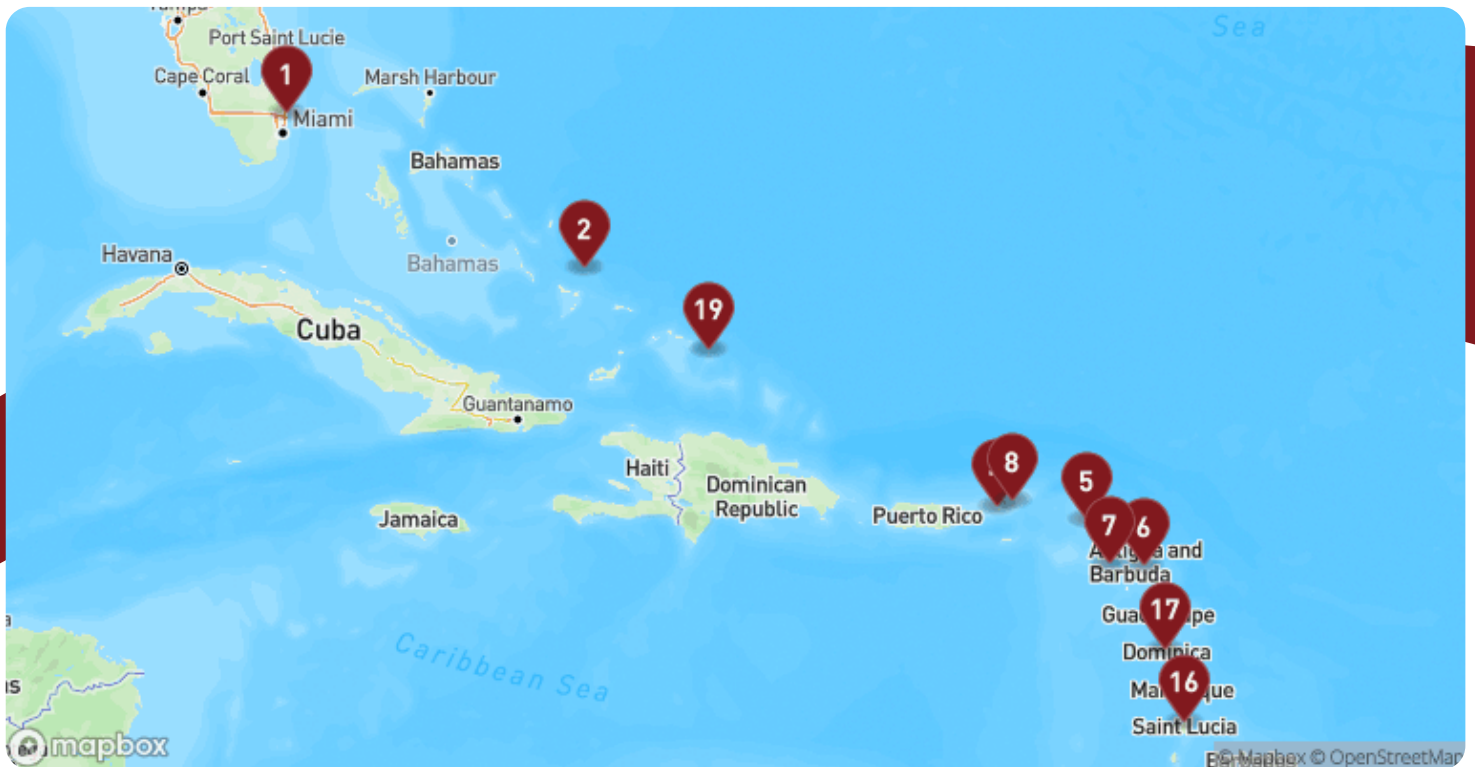 Sea
Port Saint Lucie
Cape Coral
1
Marsh Harbour
Miami
Bahamas
2
Havana
Bahamas
19
Cuba
Guantanamo
8
Haiti
5
Dominican
Republic
Puerto Rico
Jamaica
7
6
and
Barbuda
17
Caribbean Sea
Dominica
16
Saint Lucia
mapbox
© Mapbox © OpenStreetMap